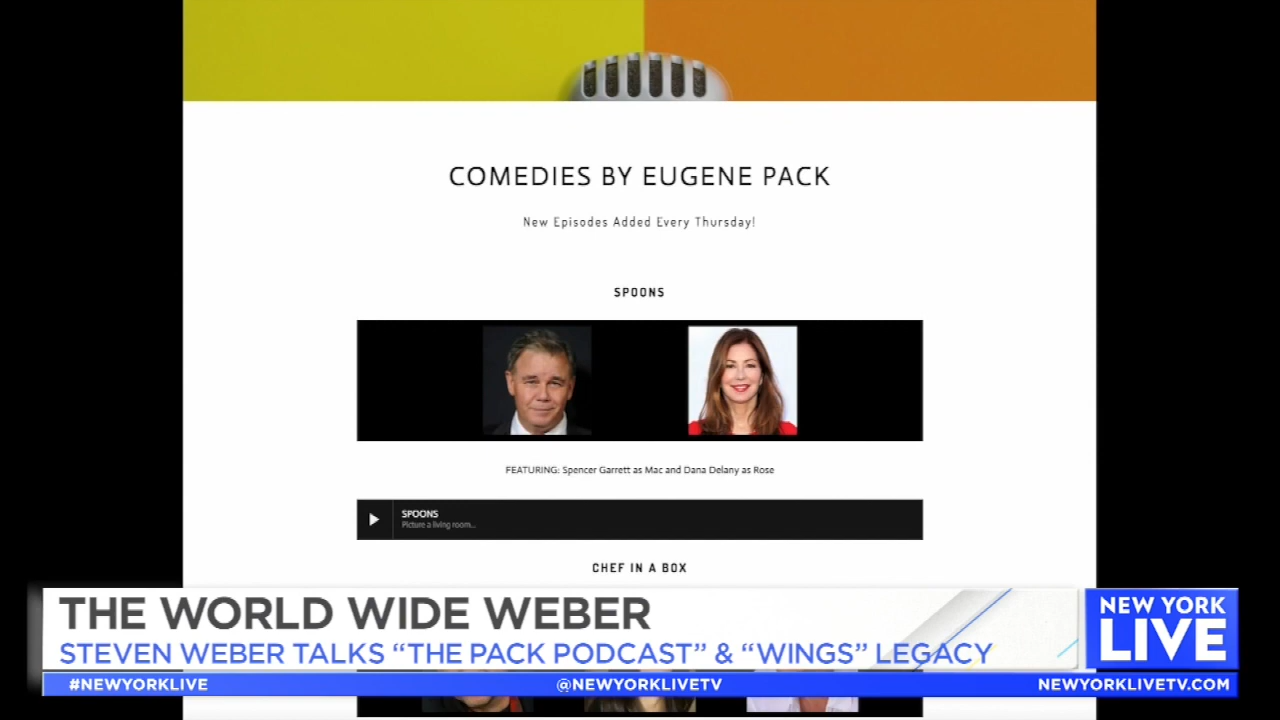 COMEDIES BY EUGENE PACK
New Episodes Added Every Thursday!
SPOONS
FEATURING: Spencer Garrett as Mac and Dana Delany as Rose
SPOONS
Picture a living room...
CHEF IN A BOX
THE WORLD WIDE WEBER
STEVEN WEBER TALKS “THE PACK PODCAST” & “WINGS” LEGACY
NEW YORK
LIVE
#NEWYORKLIVE
@NEWYORKLIVETV
NEWYORKLIVETV.COM